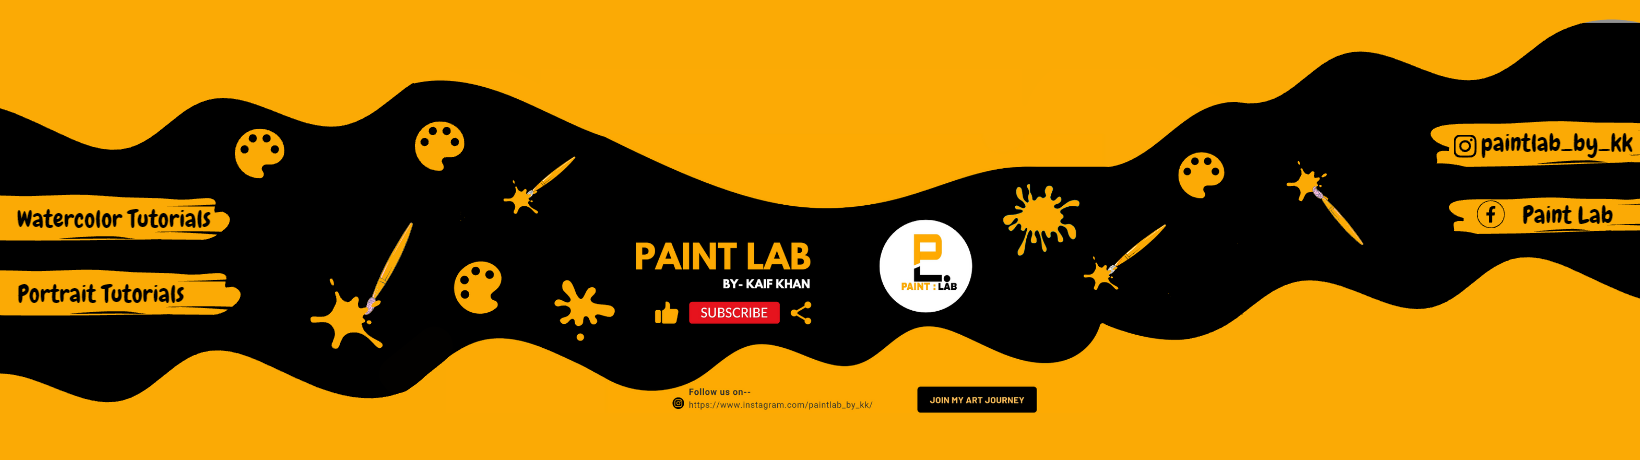 Watercolor Tutorials
Portrait Tutorials
PAINT LAB
BY- KAIF KHAN
SUBSCRIBE
PL.
PAINT : LAB
paintlab_by_kk
Paint Lab
Follow us on--
https://www.instagram.com/paintlab_by_kk/
JOIN MY ART JOURNEY